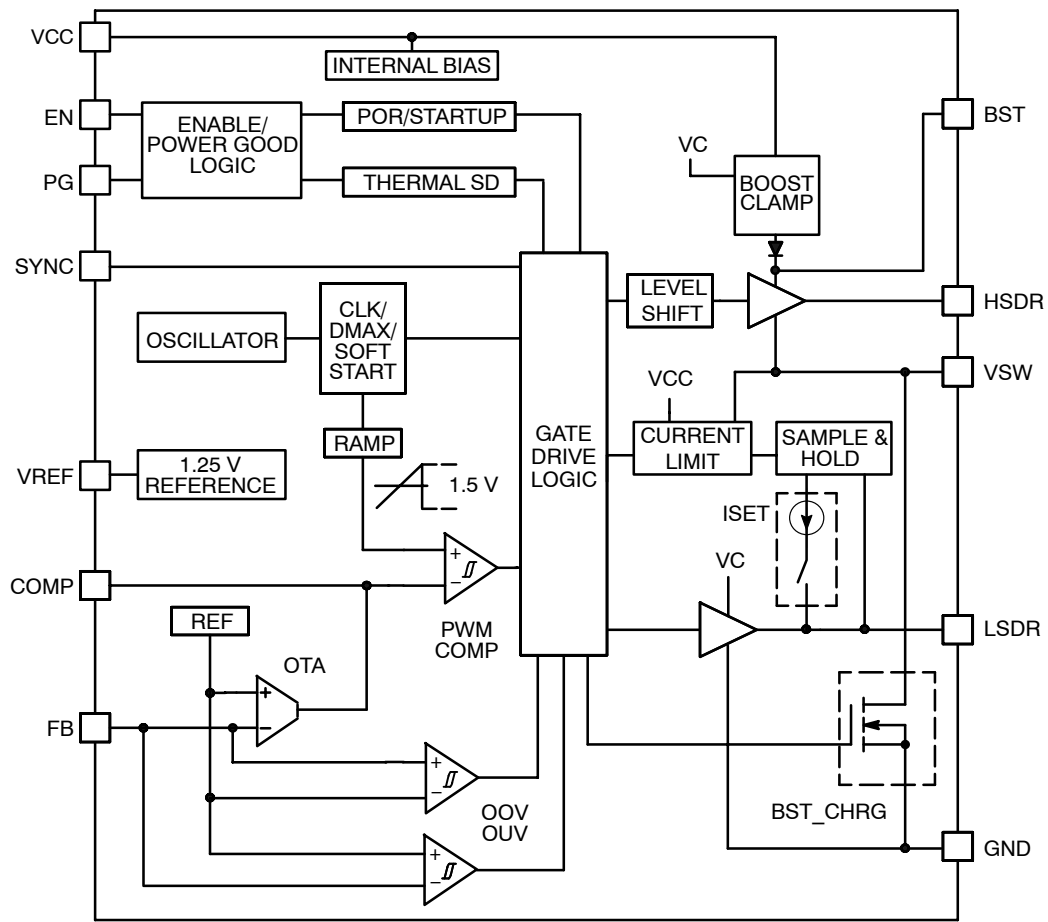 VCC
INTERNAL BIAS
EN
ENABLE/
POWER GOOD
LOGIC
POR/STARTUP
BST
PG
THERMAL SD
VC
BOOST
CLAMP
SYNC
LEVEL
SHIFT
HSDR
OSCILLATOR
CLK/
DMAX/
SOFT
START
VSW
VCC
RAMP
GATE
DRIVE
LOGIC
CURRENT
LIMIT
SAMPLE &
HOLD
VREF
1.25 V
REFERENCE
1.5 V
ISET
+
−
VC
COMP
REF
PWM
COMP
LSDR
OTA
+
−
FB
+
−
OOV
OUV
BST_CHRG
+
−
GND